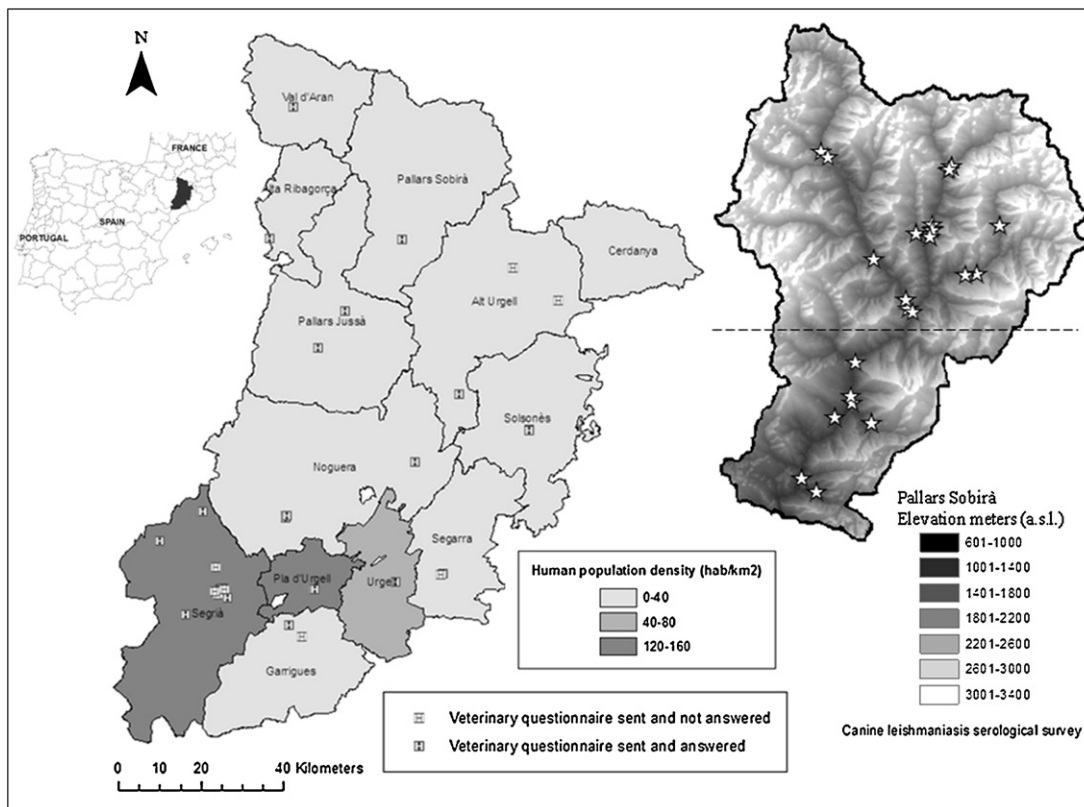 N
FRANCE
SPAIN
PORTUGAL
Val d'Aran
Alta Ribagorça
Pallars Sobirà
Cerdanya
Alt Urgell
Pallars Jussà
Solsonès
Noguera
Segarra
Pla d'Urgell
Urgell
Segrià
Garrigues
Human population density (hab/km2)
0-40
40-80
120-160
H Veterinary questionnaire sent and not answered
H Veterinary questionnaire sent and answered
0 10 20 40 Kilometers
Pallars Sobirà
Elevation meters (a.s.l.)
601-1000
1001-1400
1401-1800
1801-2200
2201-2600
2601-3000
3001-3400
Canine leishmaniasis serological survey